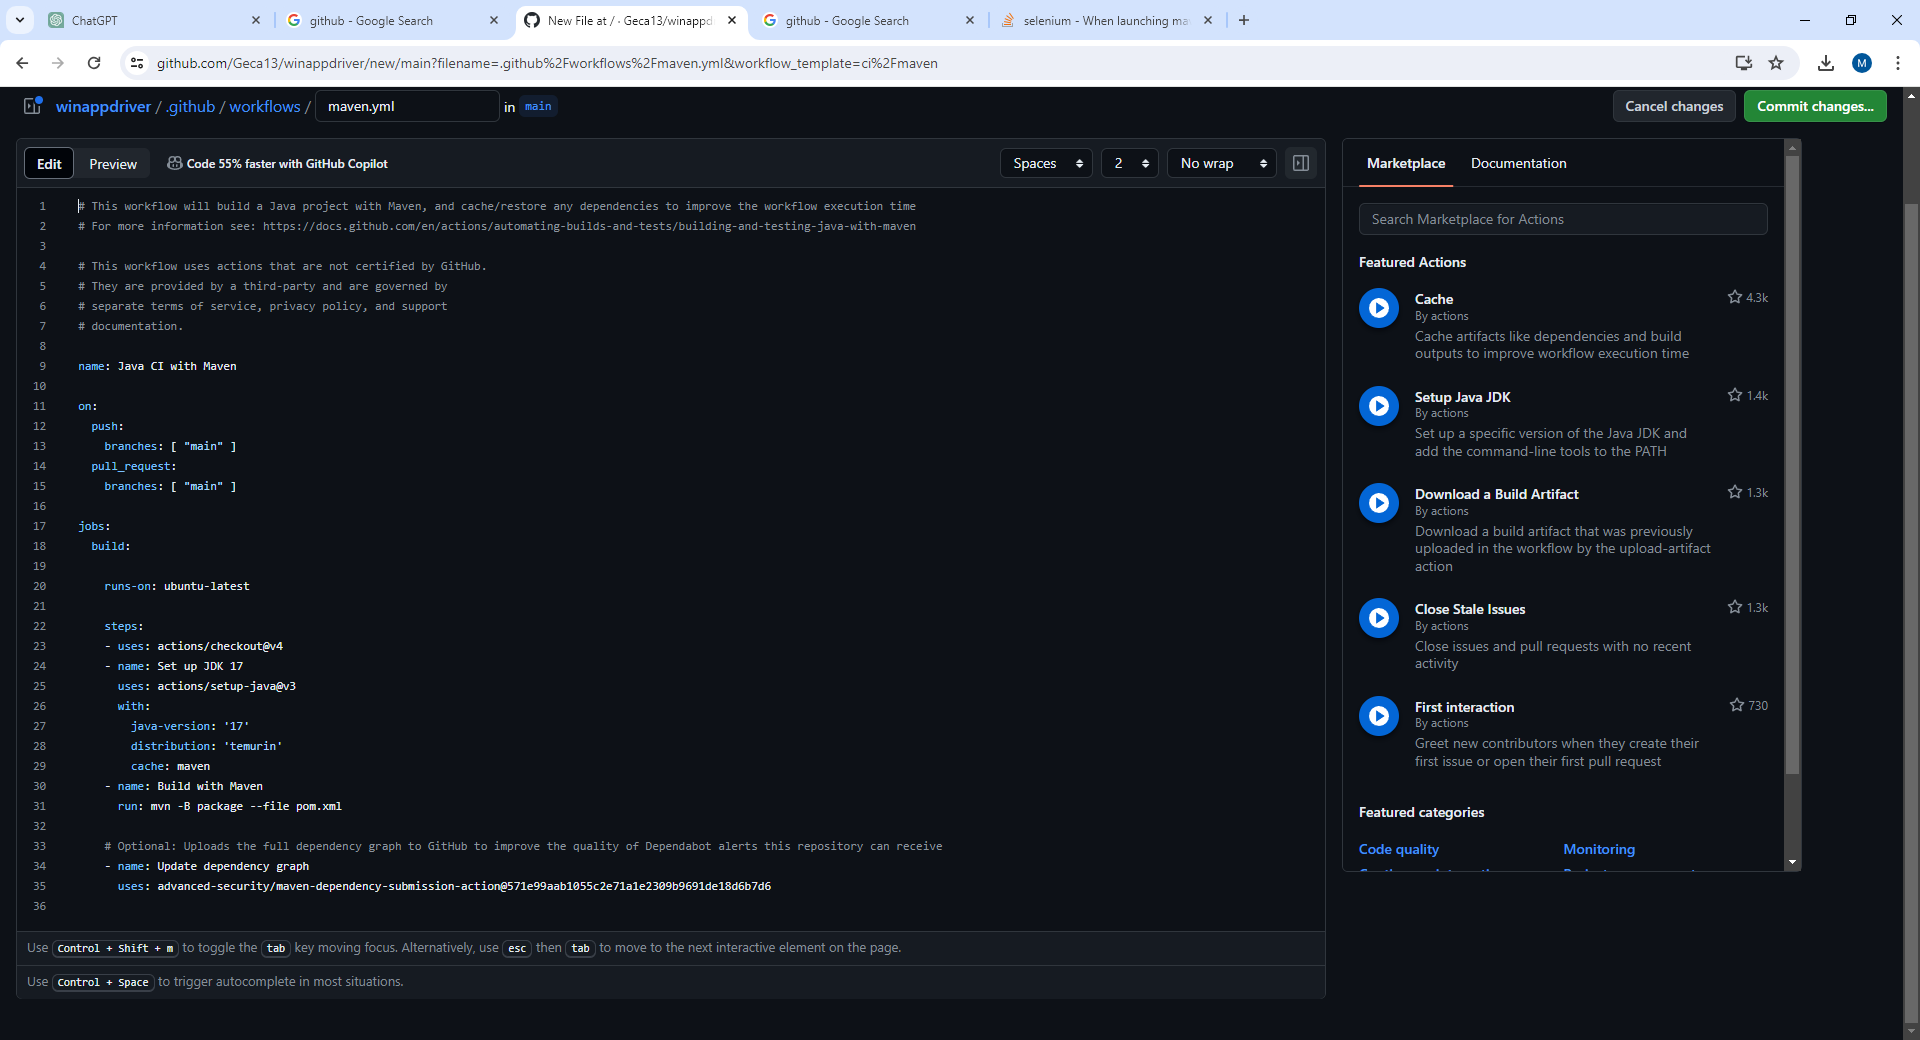 ChatGPT
github - Google Search
New File at / · Geca13/winappd
github - Google Search
selenium - When launching ma
github.com/Geca13/winappdriver/new/main?filename=.github%2Fworkflows%2Fmaven.yml&workflow_template=ci%2Fmaven
M
winappdriver / .github / workflows / maven.yml in main
Cancel changes
Commit changes...
Edit
Preview
Code 55% faster with GitHub Copilot
Spaces
2
No wrap
1 # This workflow will build a Java project with Maven, and cache/restore any dependencies to improve the workflow execution time
2 # For more information see: https://docs.github.com/en/actions/automating-builds-and-tests/building-and-testing-java-with-maven
3
4 # This workflow uses actions that are not certified by GitHub.
5 # They are provided by a third-party and are governed by
6 # separate terms of service, privacy policy, and support
7 # documentation.
8
9 name: Java CI with Maven
10
11 on:
12   push:
13     branches: [ "main" ]
14   pull_request:
15     branches: [ "main" ]
16
17 jobs:
18   build:
19
20     runs-on: ubuntu-latest
21
22     steps:
23     - uses: actions/checkout@v4
24     - name: Set up JDK 17
25       uses: actions/setup-java@v3
26       with:
27         java-version: '17'
28         distribution: 'temurin'
29         cache: maven
30     - name: Build with Maven
31       run: mvn -B package --file pom.xml
32
33     # Optional: Uploads the full dependency graph to GitHub to improve the quality of Dependabot alerts this repository can receive
34     - name: Update dependency graph
35       uses: advanced-security/maven-dependency-submission-action@571e99aab1055c2e71a1e2309b9691de18d6b7d6
36
Use Control + Shift + m to toggle the tab key moving focus. Alternatively, use esc then tab to move to the next interactive element on the page.
Use Control + Space to trigger autocomplete in most situations.
Marketplace
Documentation
Search Marketplace for Actions
Featured Actions
Cache
4.3k
By actions
Cache artifacts like dependencies and build
outputs to improve workflow execution time
Setup Java JDK
1.4k
By actions
Set up a specific version of the Java JDK and
add the command-line tools to the PATH
Download a Build Artifact
1.3k
By actions
Download a build artifact that was previously
uploaded in the workflow by the upload-artifact
action
Close Stale Issues
1.3k
By actions
Close issues and pull requests with no recent
activity
First interaction
730
By actions
Greet new contributors when they create their
first issue or open their first pull request
Featured categories
Code quality
Monitoring